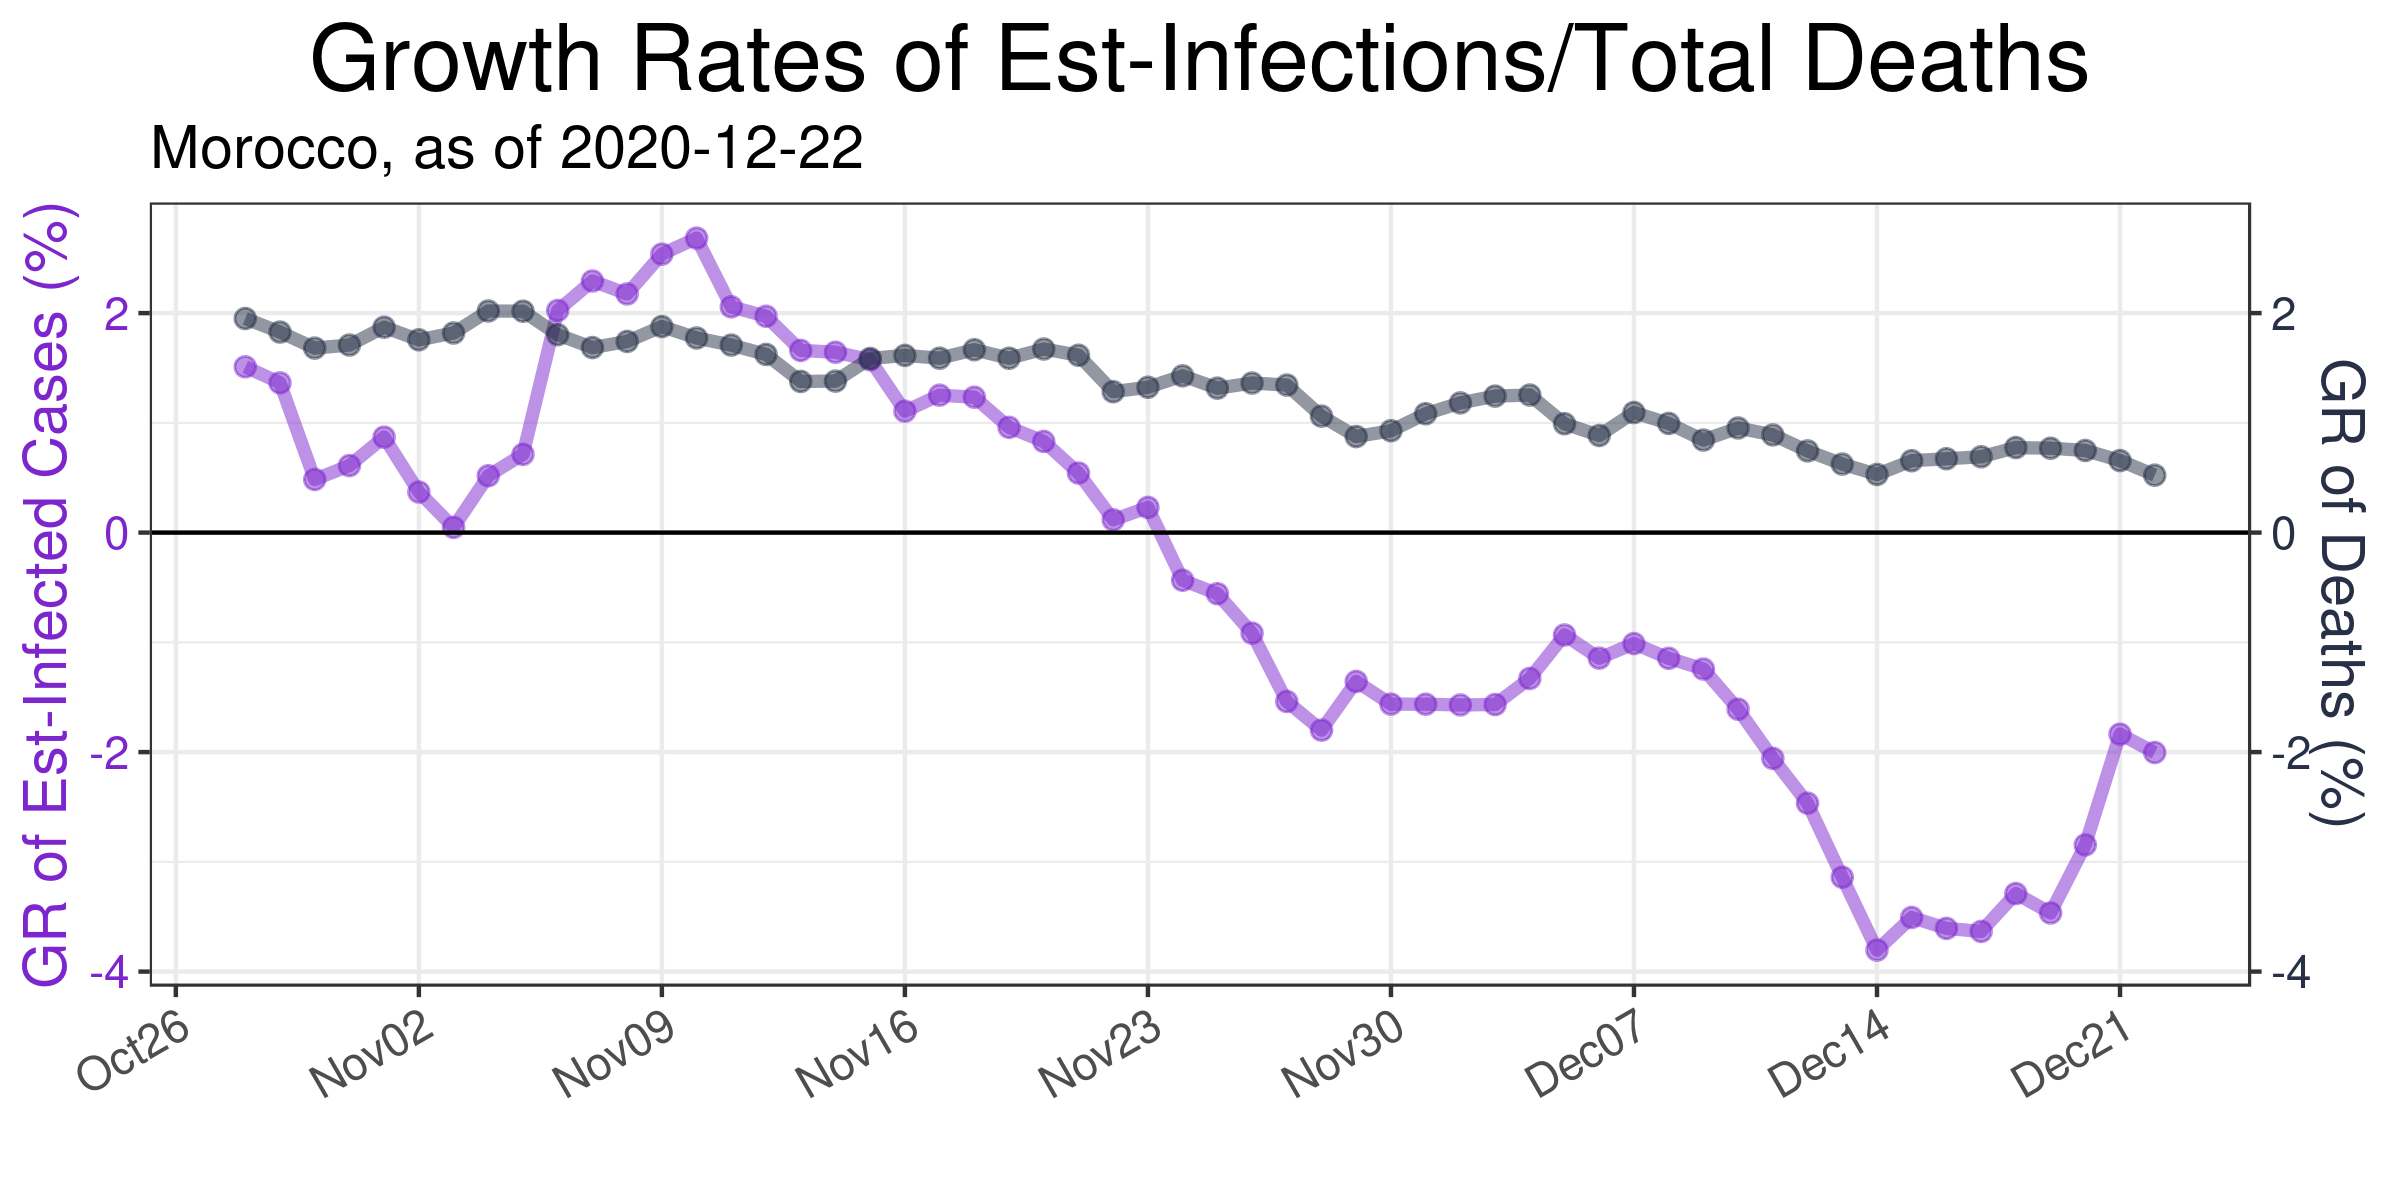 Growth Rates of Est-Infections/Total Deaths
Morocco, as of 2020-12-22
GR of Est-Infected Cases (%)
2
0
-2
-4
2
0
-2
-4
GR of Deaths (%)
Oct26
Nov02
Nov09
Nov16
Nov23
Nov30
Dec07
Dec14
Dec21